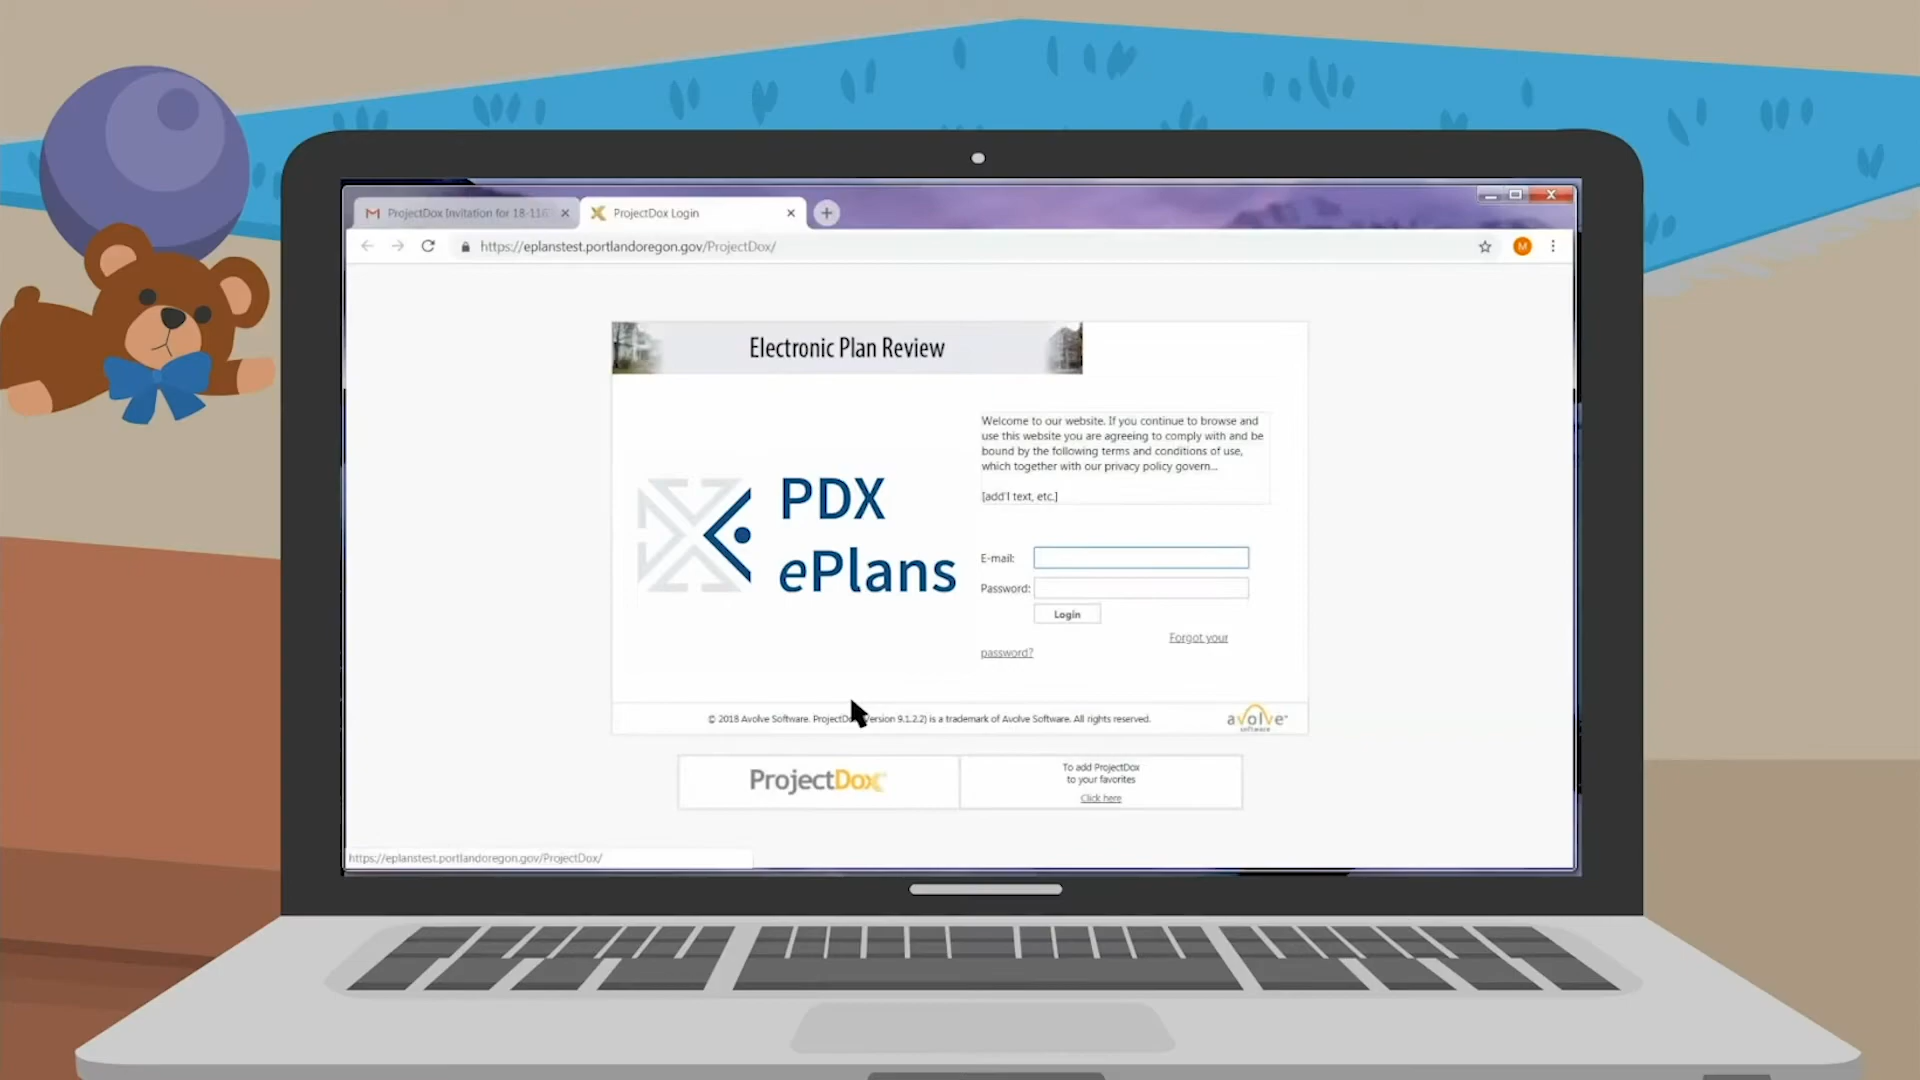 ProjectDox Invitation for 18-116
ProjectDox Login
M
https://eplanstest.portlandoregon.gov/ProjectDox/
Electronic Plan Review
Welcome to our website. If you continue to browse and
use this website you are agreeing to comply with and be
bound by the following terms and conditions of use,
which together with our privacy policy govern...
[add'l text, etc.]
PDX
ePlans
E-mail:
Password:
Login
Forgot your
password?
© 2018 Avolve Software. ProjectDox version 9.1.2.2) is a trademark of Avolve Software. All rights reserved.
avolve
software
ProjectDox
To add ProjectDox
to your favorites
Click here
https://eplanstest.portlandoregon.gov/ProjectDox/